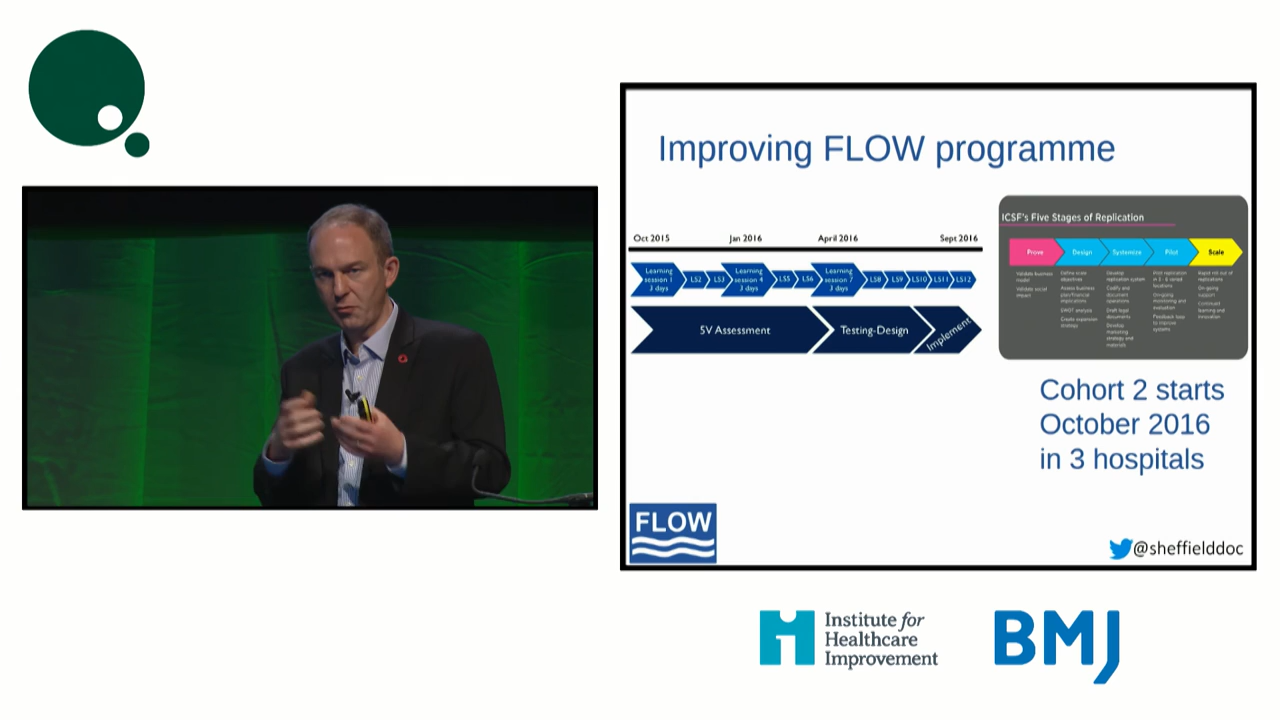 Improving FLOW programme
Oct 2015
Jan 2016
April 2016
Sept 2016
Learning
session 1
3 days
LS2
LS3
Learning
session 4
3 days
LS5
LS6
Learning
session 7
3 days
LS8
LS9
LS10
LS11
LS12
5V Assessment
Testing-Design
Implement
ICSF's Five Stages of Replication
Prove
Design
Systemize
Pilot
Scale
Validate business
model
Validate social
impact
Define scale
objectives
Assess business
plan/financial
implications
SWOT analysis
Create expansion
strategy
Develop
replication system
Codify and
document
operations
Draft legal
documents
Develop
marketing
strategy and
materials
Pilot replication
in
locations
On-going
monitoring and
evaluation
Feedback loop
to improve
systems
Rapid roll out of
replications
On-going
support
Continued
learning and
innovation
Cohort 2 starts
October 2016
in 3 hospitals
FLOW
@sheffielddoc
Institute for
Healthcare
Improvement
BMJ